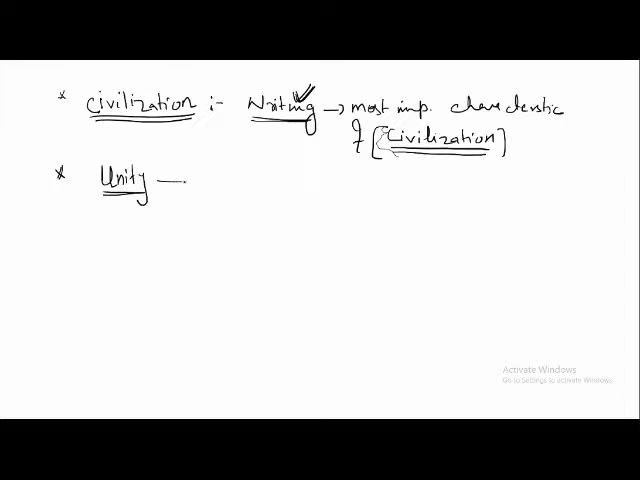 * Civilization :- Writing → most imp. characteristic
of [Civilization]
* Unity —
Activate Windows
Go to Settings to activate Windows.